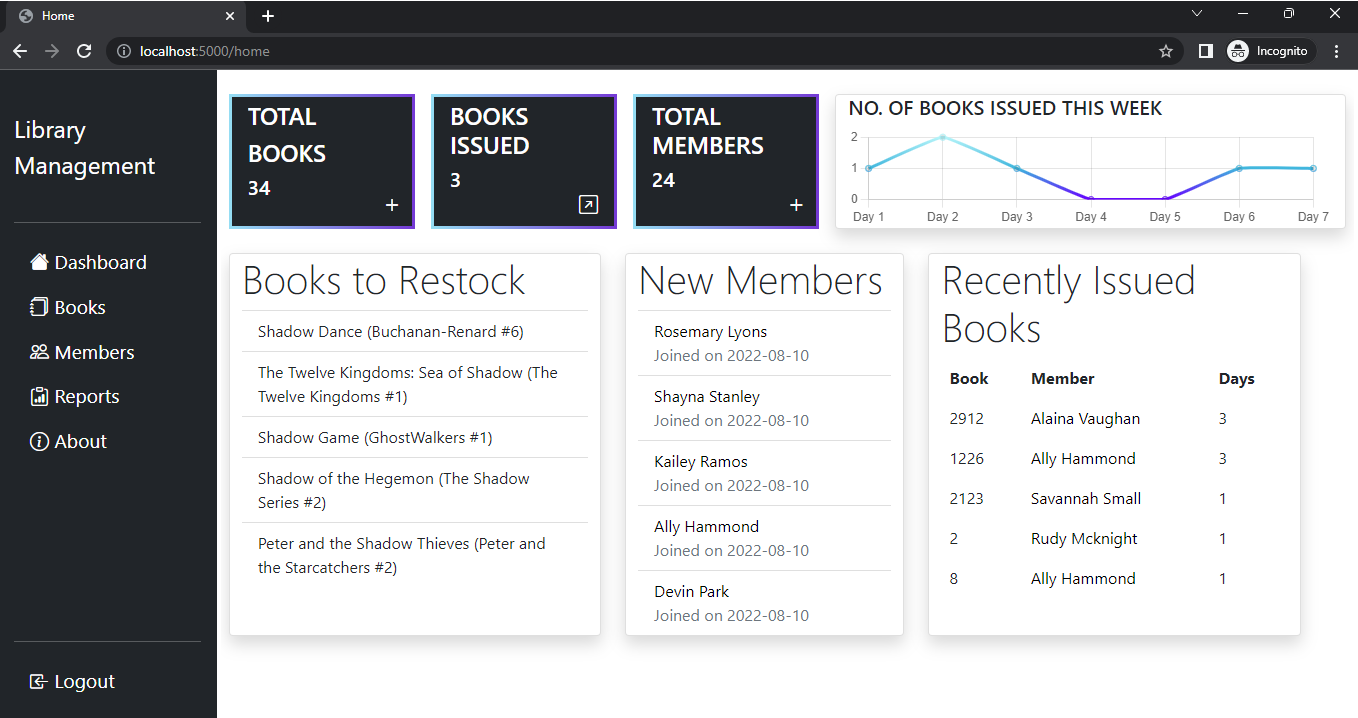 Home
localhost:5000/home
Incognito
Library
Management
Dashboard
Books
Members
Reports
About
Logout
TOTAL
BOOKS
34
+
BOOKS
ISSUED
3
TOTAL
MEMBERS
24
+
NO. OF BOOKS ISSUED THIS WEEK
2
1
0
Day 1 Day 2 Day 3 Day 4 Day 5 Day 6 Day 7
Books to Restock
Shadow Dance (Buchanan-Renard #6)
The Twelve Kingdoms: Sea of Shadow (The
Twelve Kingdoms #1)
Shadow Game (GhostWalkers #1)
Shadow of the Hegemon (The Shadow
Series #2)
Peter and the Shadow Thieves (Peter and
the Starcatchers #2)
New Members
Rosemary Lyons
Joined on 2022-08-10
Shayna Stanley
Joined on 2022-08-10
Kailey Ramos
Joined on 2022-08-10
Ally Hammond
Joined on 2022-08-10
Devin Park
Joined on 2022-08-10
Recently Issued
Books
Book Member Days
2912 Alaina Vaughan 3
1226 Ally Hammond 3
2123 Savannah Small 1
2 Rudy Mcknight 1
8 Ally Hammond 1